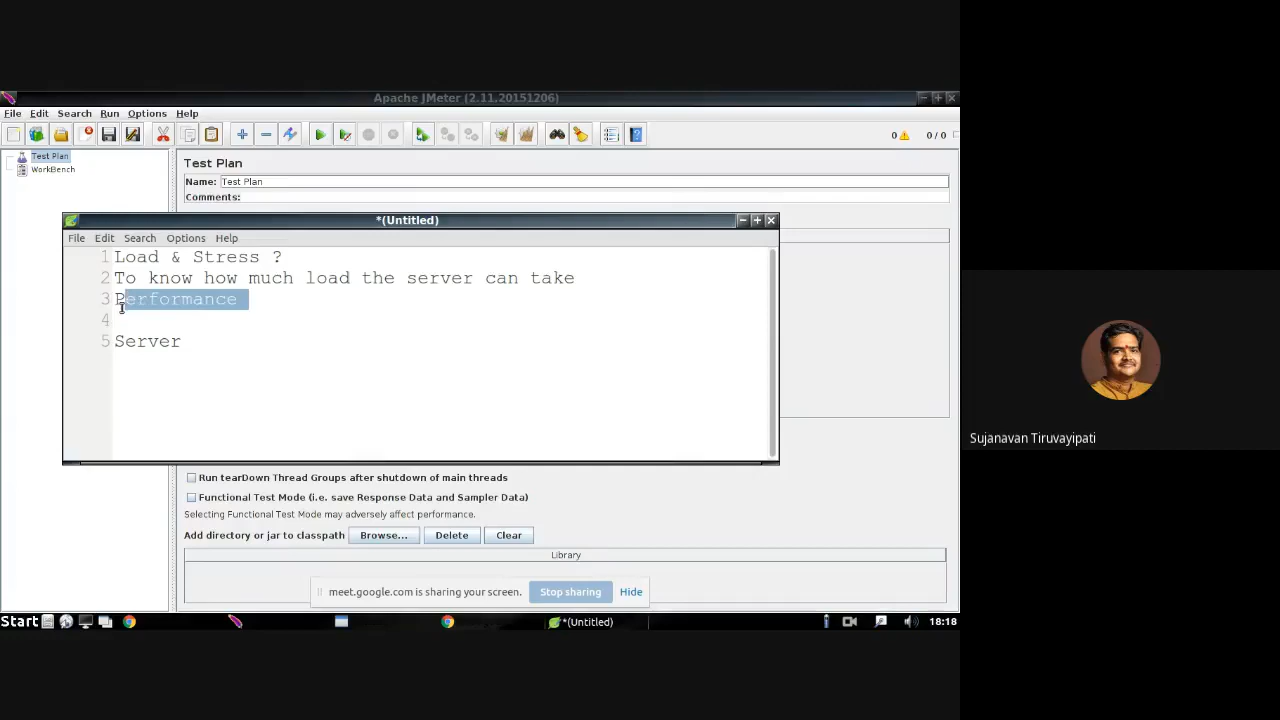 Apache JMeter (2.11.20151206)
File Edit Search Run Options Help
0 0 / 0
Test Plan
WorkBench
Test Plan
Name: Test Plan
Comments:
*(Untitled)
File Edit Search Options Help
1 Load & Stress ?
2 To know how much load the server can take
3 Performance
4
5 Server
Run tearDown Thread Groups after shutdown of main threads
Functional Test Mode (i.e. save Response Data and Sampler Data)
Selecting Functional Test Mode may adversely affect performance.
Add directory or jar to classpath Browse... Delete Clear
Library
meet.google.com is sharing your screen. Stop sharing Hide
Start *(Untitled) 18:18
Sujanavan Tiruvayipati